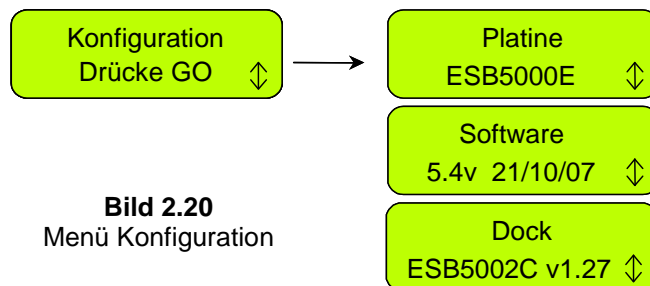 Konfiguration
Drücke GO
Platine
ESB5000E
Software
5.4v 21/10/07
Dock
ESB5002C v1.27
Bild 2.20
Menü Konfiguration